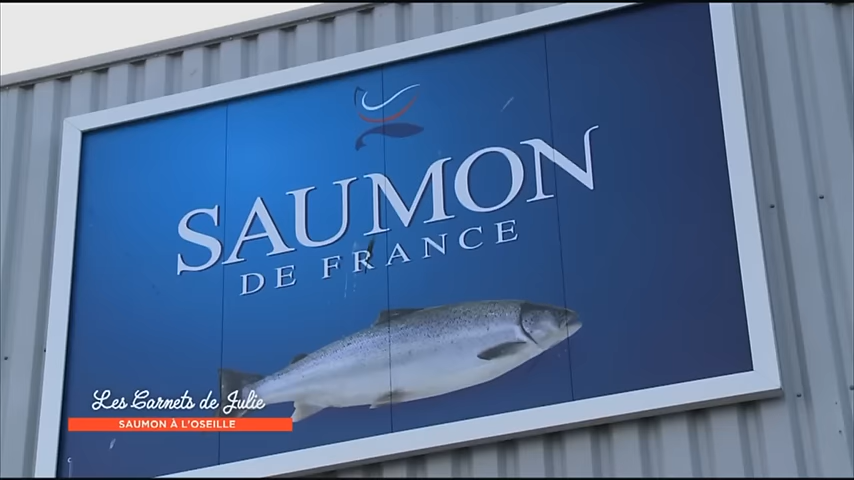 SAUMON
DE FRANCE
Les Carnets de Julie
SAUMON À L'OSEILLE